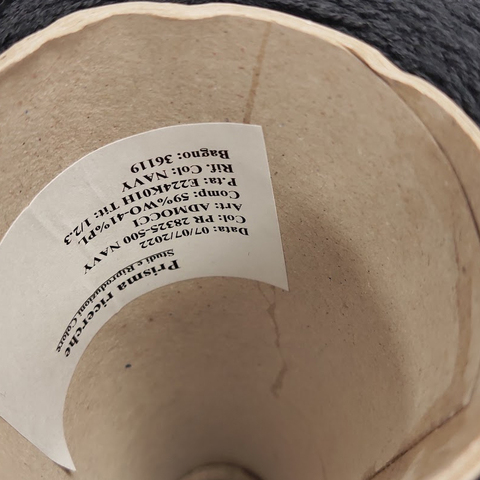 Prisma ricerche
Studi e Riproduzioni Colore
Data: 07/07/2022
Col: PR 28325-500 NAVY
Art: ADMOCCI
Comp: 59%WO-41%PL
P.ta: E224K01H Tit: 1/2.3
Rif. Col: NAVY
Bagno: 36119